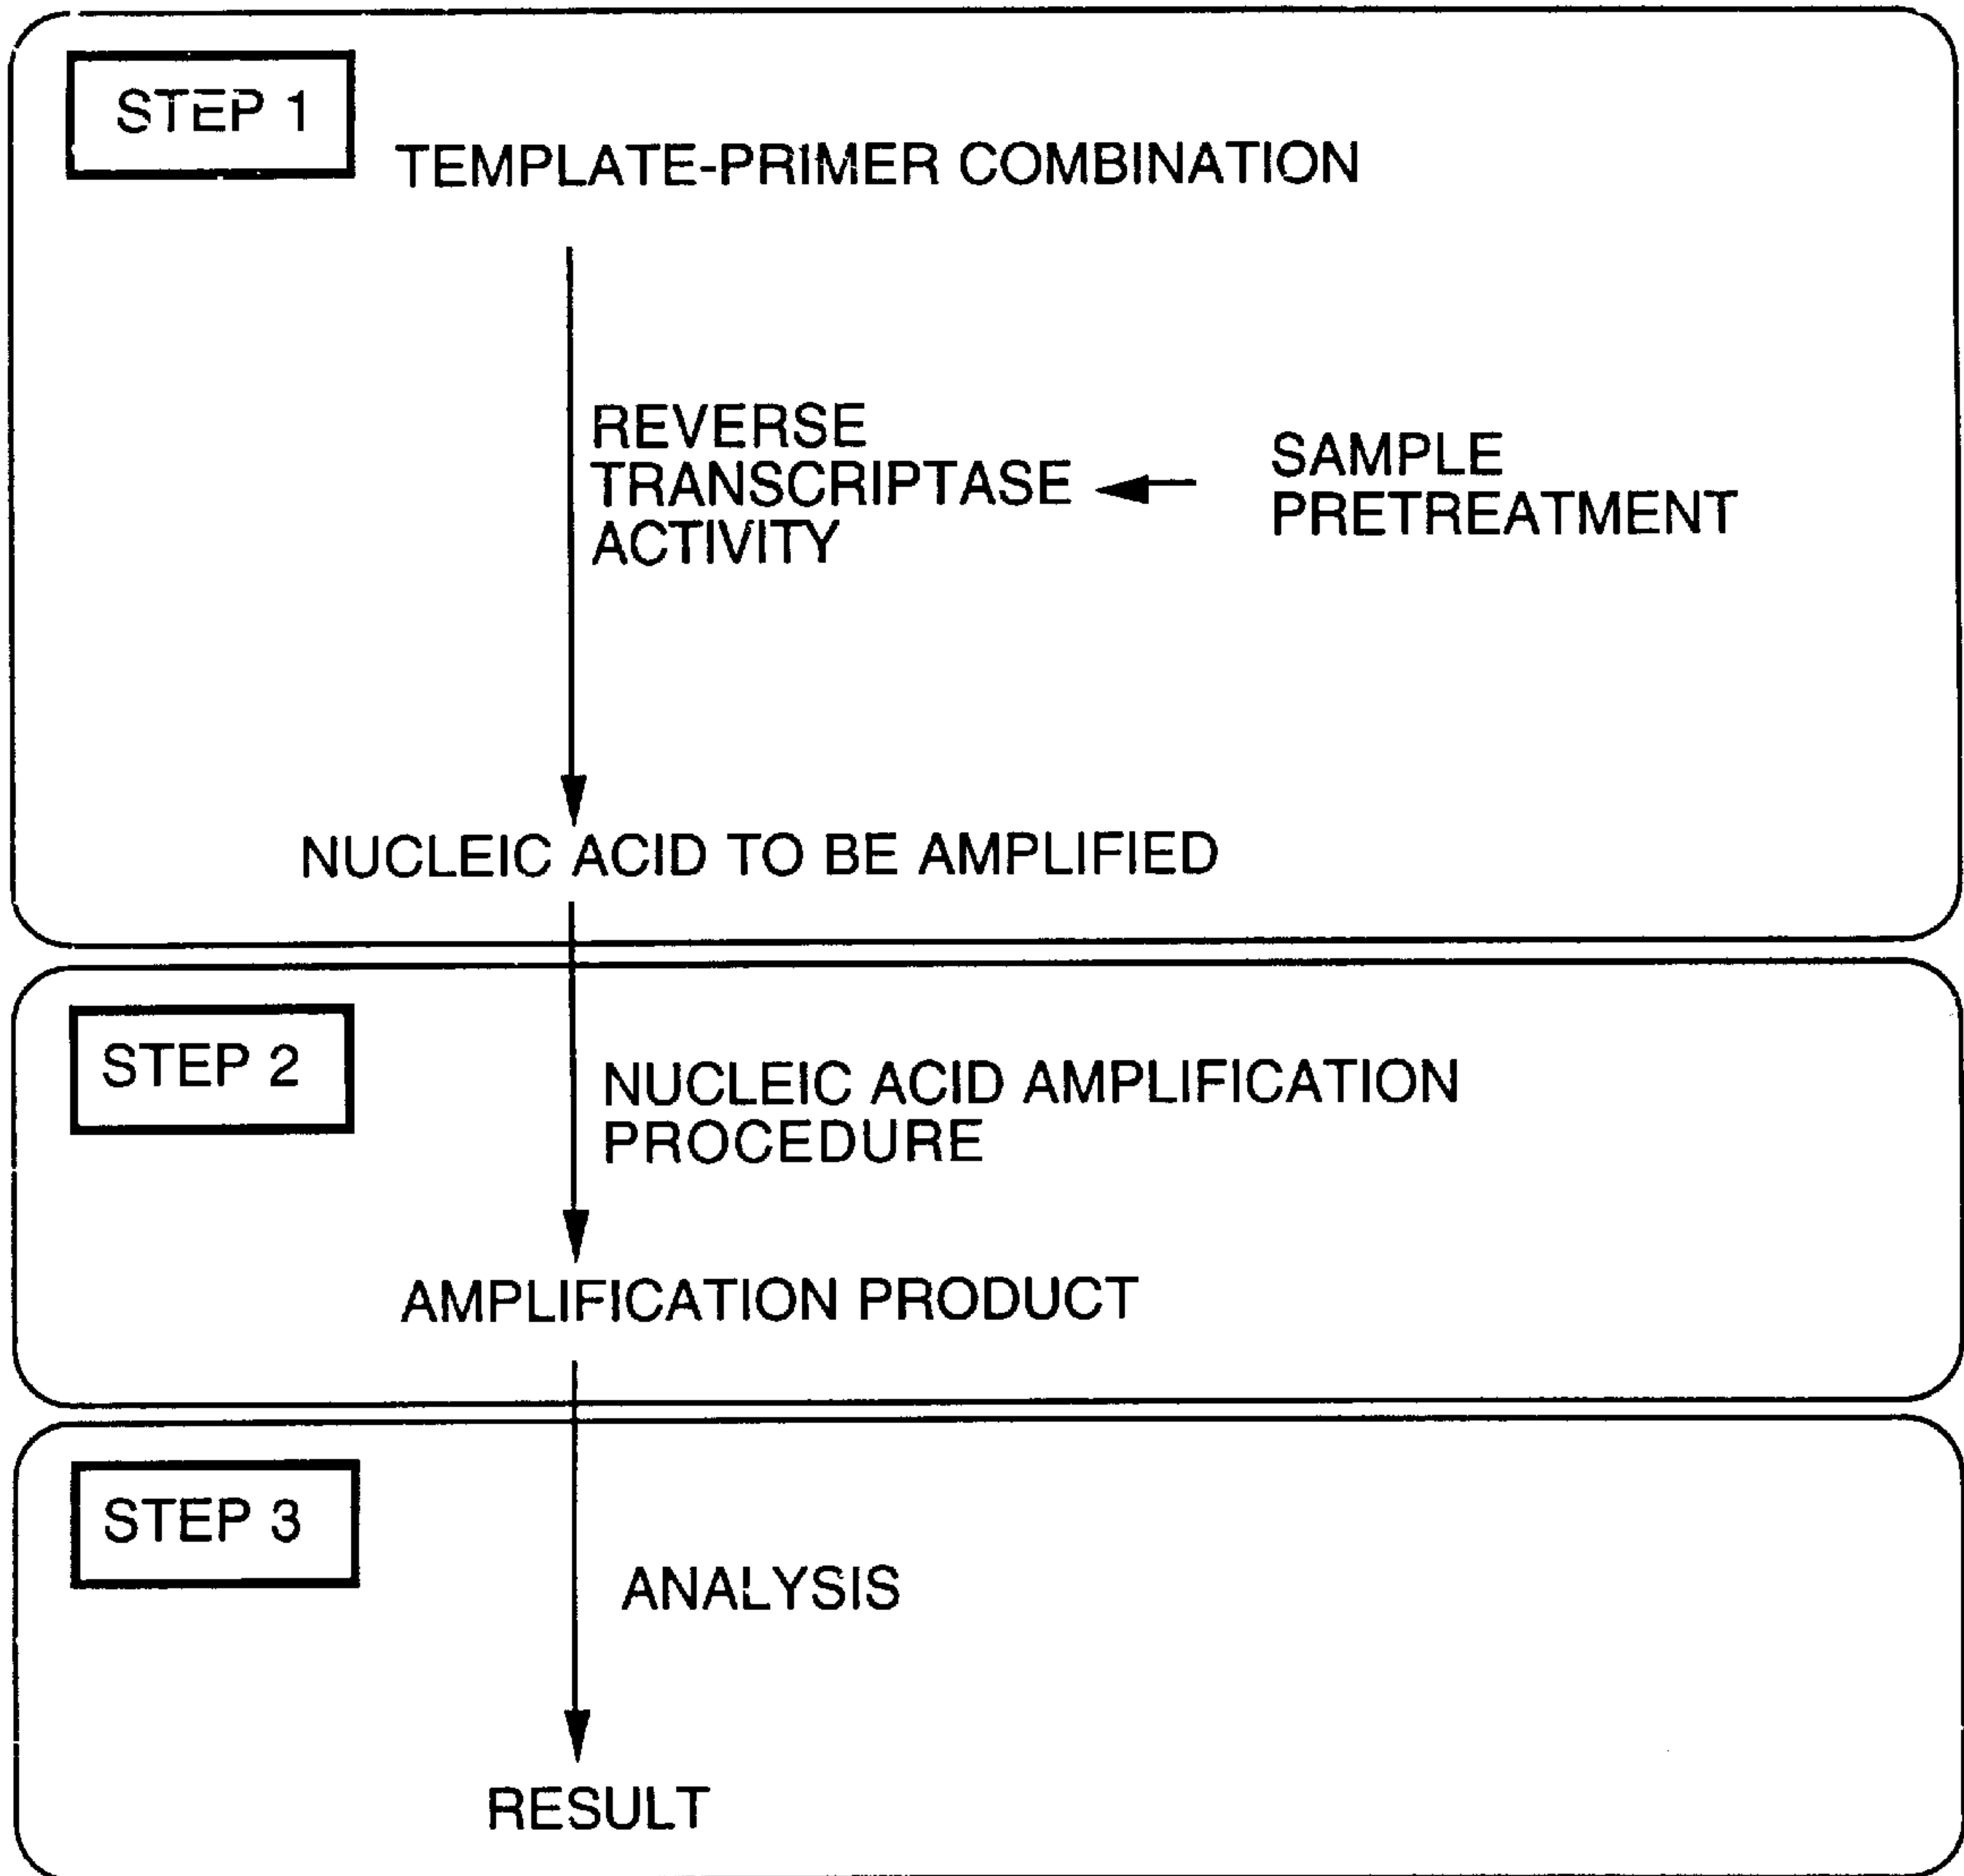 STEP 1
TEMPLATE-PRIMER COMBINATION
REVERSE
TRANSCRIPTASE
ACTIVITY
SAMPLE
PRETREATMENT
NUCLEIC ACID TO BE AMPLIFIED
STEP 2
NUCLEIC ACID AMPLIFICATION
PROCEDURE
AMPLIFICATION PRODUCT
STEP 3
ANALYSIS
RESULT